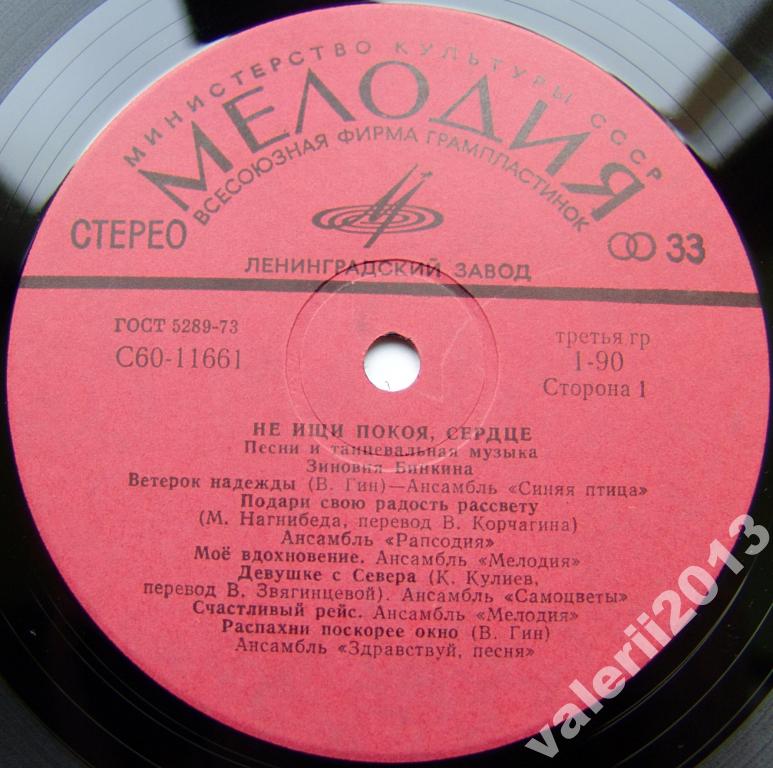 МИНИСТЕРСТВО КУЛЬТУРЫ СССР
МЕЛОДИЯ
ВСЕСОЮЗНАЯ ФИРМА ГРАМПЛАСТИНОК
СТЕРЕО
33
ЛЕНИНГРАДСКИЙ ЗАВОД
ГОСТ 5289-73
С60-11661
третья гр
1-90
Сторона 1
НЕ ИЩИ ПОКОЯ, СЕРДЦЕ
Песни и танцевальная музыка
Зиновия Бинкина
Ветерок надежды (В. Гин)—Ансамбль «Синяя птица»
Подари свою радость рассвету
(М. Нагнибеда, перевод В. Корчагина)
Ансамбль «Рапсодия»
Моё вдохновение. Ансамбль «Мелодия»
Девушке с Севера (К. Кулиев,
перевод В. Звягинцевой). Ансамбль «Самоцветы»
Счастливый рейс. Ансамбль «Мелодия»
Распахни поскорее окно (В. Гин)
Ансамбль «Здравствуй, песня»
valerii2013